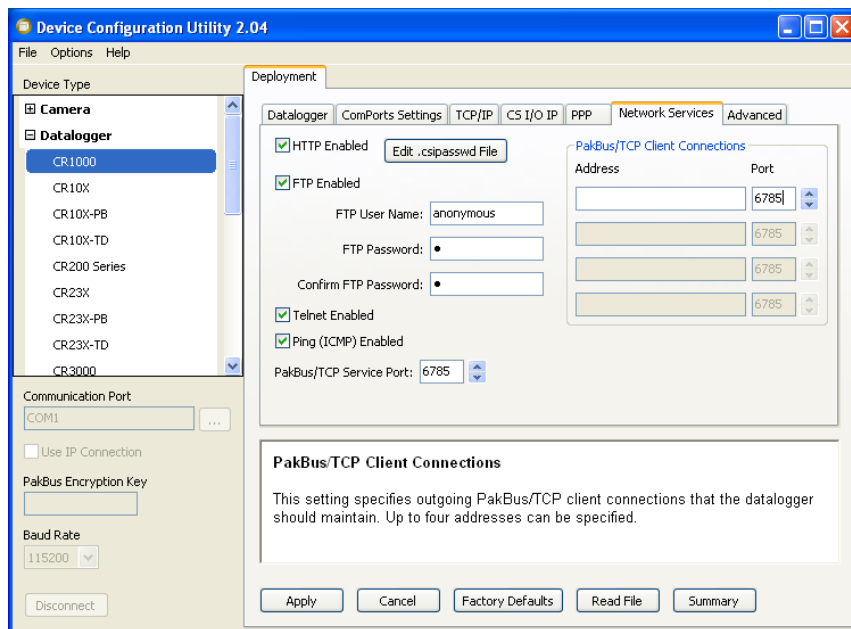 Device Configuration Utility 2.04
File Options Help
Device Type
Camera
Datalogger
CR1000
CR10X
CR10X-PB
CR10X-TD
CR200 Series
CR23X
CR23X-PB
CR23X-TD
CR3000
Communication Port
COM1
...
Use IP Connection
PakBus Encryption Key
Baud Rate
115200
Disconnect
Deployment
Datalogger ComPorts Settings TCP/IP CS I/O IP PPP Network Services Advanced
HTTP Enabled Edit .csipasswd File
FTP Enabled
FTP User Name: anonymous
FTP Password: •
Confirm FTP Password: •
Telnet Enabled
Ping (ICMP) Enabled
PakBus/TCP Service Port: 6785
PakBus/TCP Client Connections
Address Port
6785
6785
6785
6785
PakBus/TCP Client Connections
This setting specifies outgoing PakBus/TCP client connections that the datalogger
should maintain. Up to four addresses can be specified.
Apply Cancel Factory Defaults Read File Summary